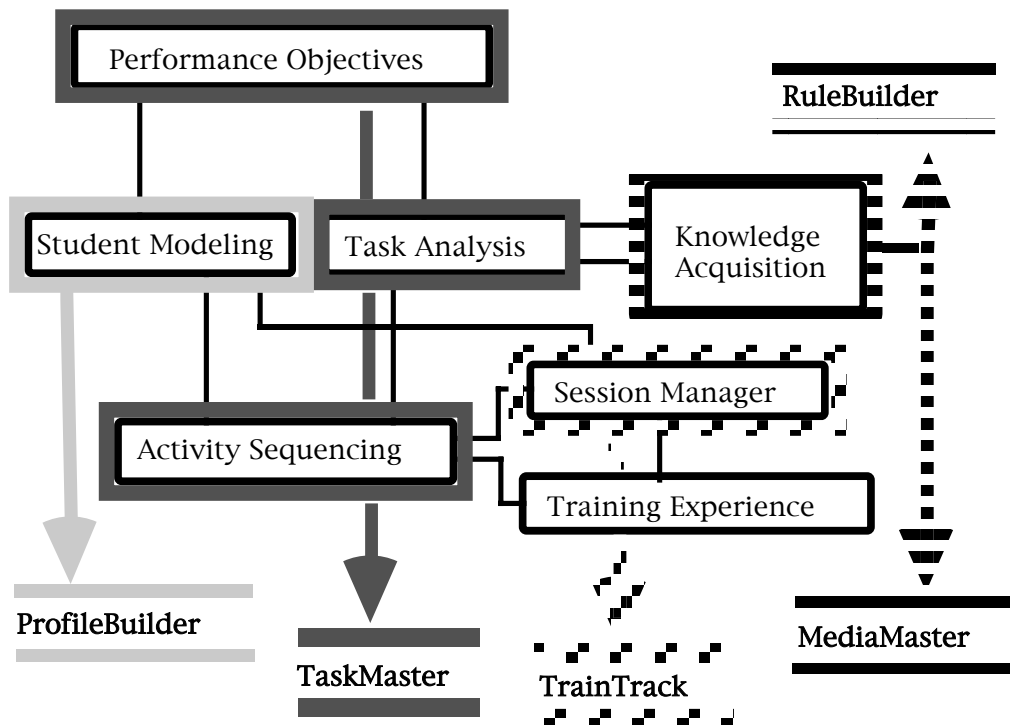 Performance Objectives
RuleBuilder
Student Modeling
Task Analysis
Knowledge
Acquisition
Session Manager
Activity Sequencing
Training Experience
ProfileBuilder
TaskMaster
TrainTrack
MediaMaster